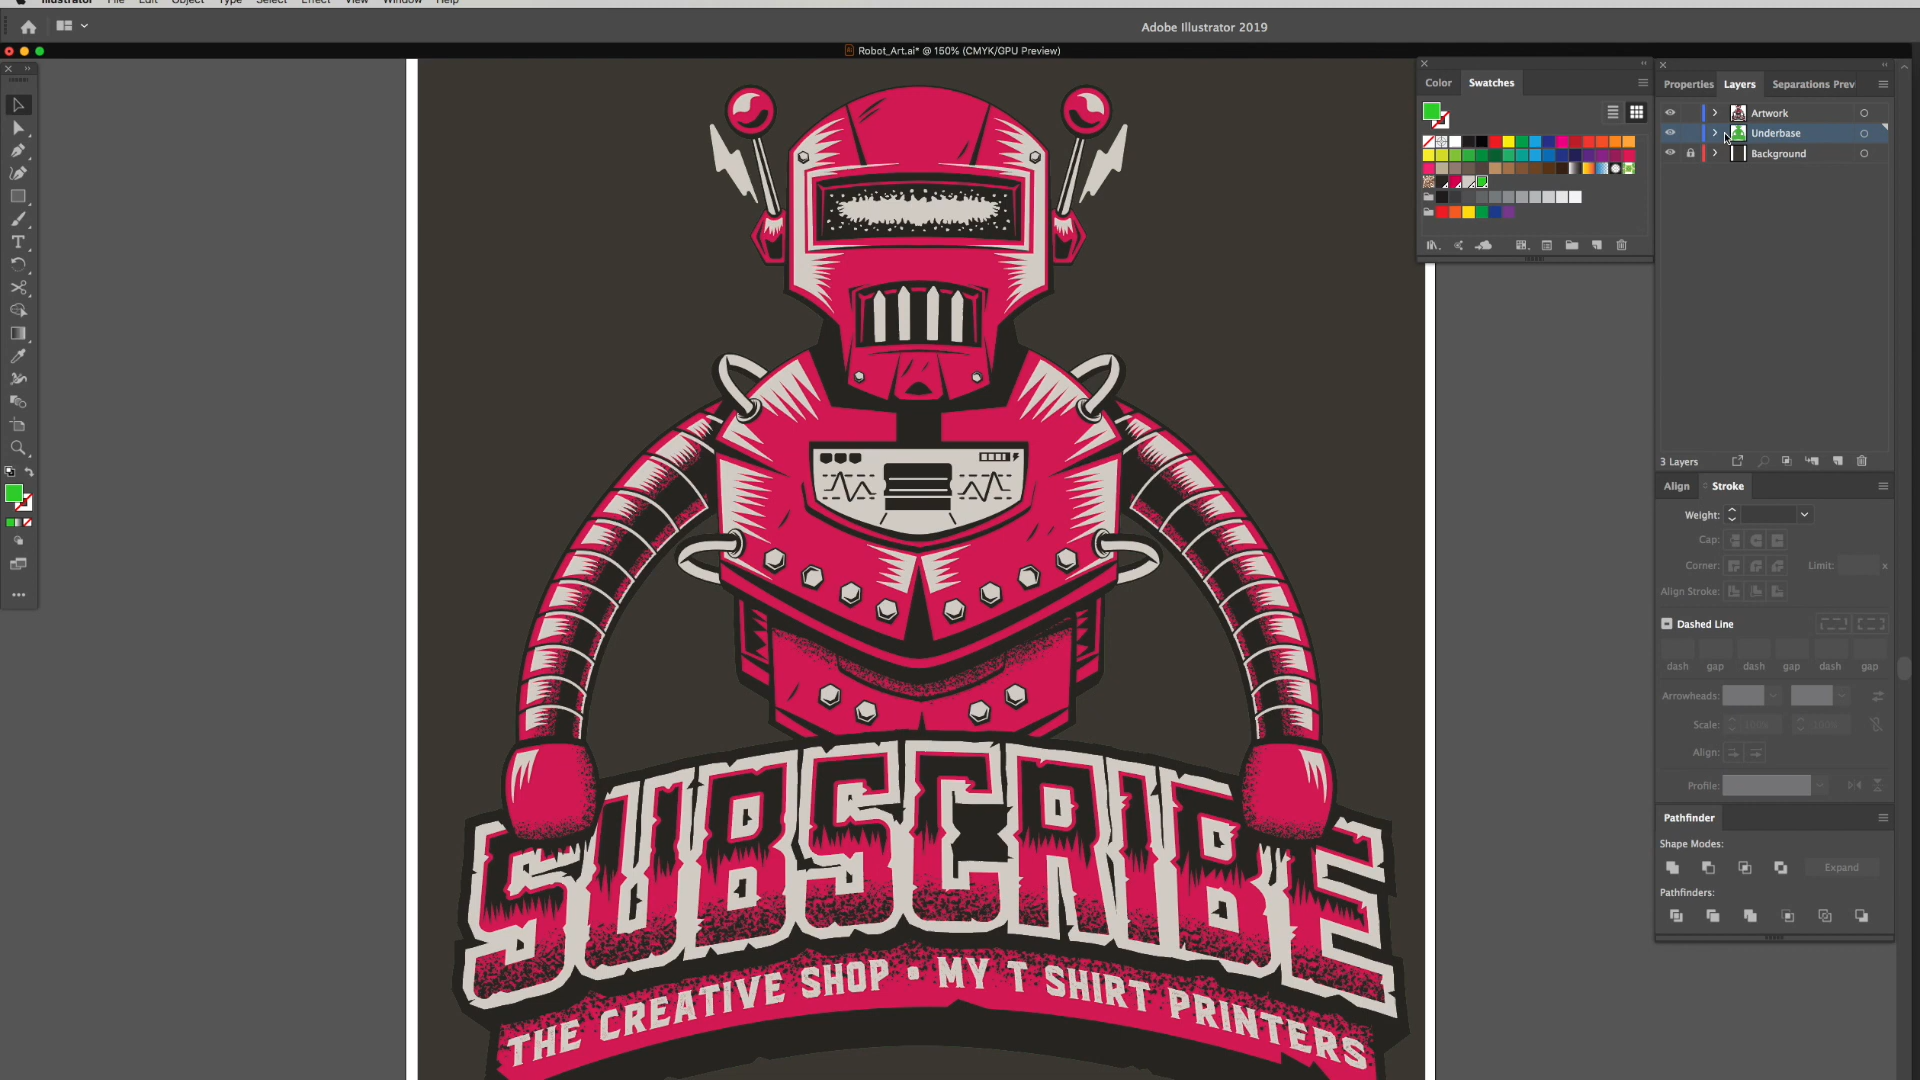 Illustrator File Edit Object Type Select Effect View Window Help
Adobe Illustrator 2019
Robot_Art.ai* @ 150% (CMYK/GPU Preview)
Color Swatches
Properties Layers Separations Prev
Artwork
Underbase
Background
3 Layers
Align Stroke
Weight:
Cap:
Corner: Limit: x
Align Stroke:
Dashed Line
dash gap dash gap dash gap
Arrowheads:
Scale: 100% 100%
Align:
Profile:
Pathfinder
Shape Modes:
Expand
Pathfinders:
SUBSCRIBE
THE CREATIVE SHOP • MY T SHIRT PRINTERS